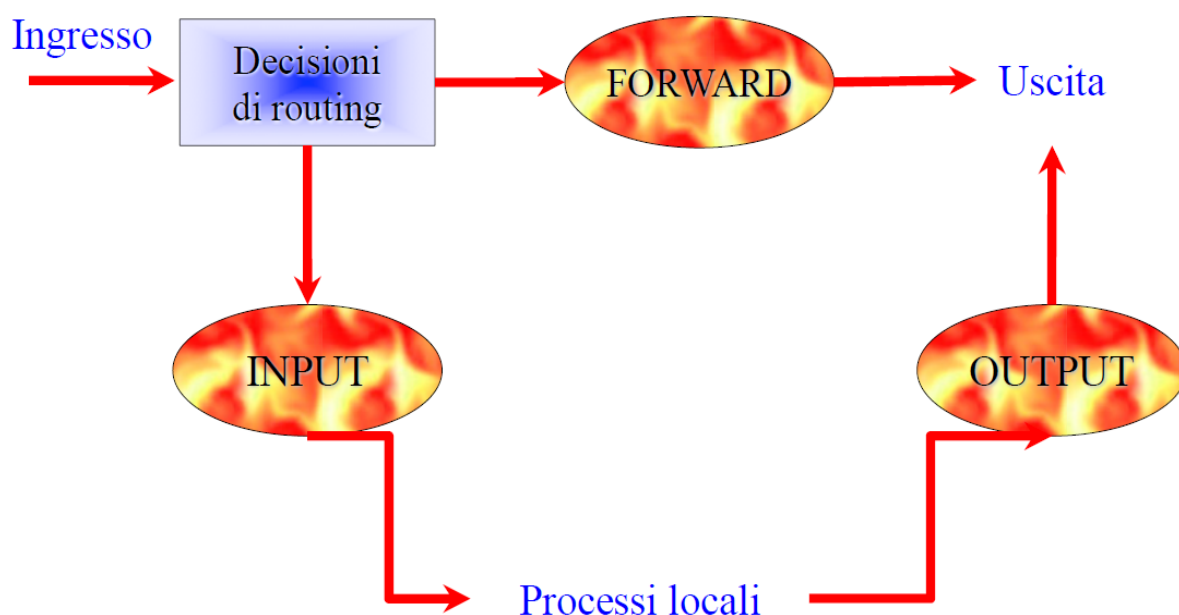 Ingresso
Decisioni
di routing
FORWARD
Uscita
INPUT
OUTPUT
Processi locali